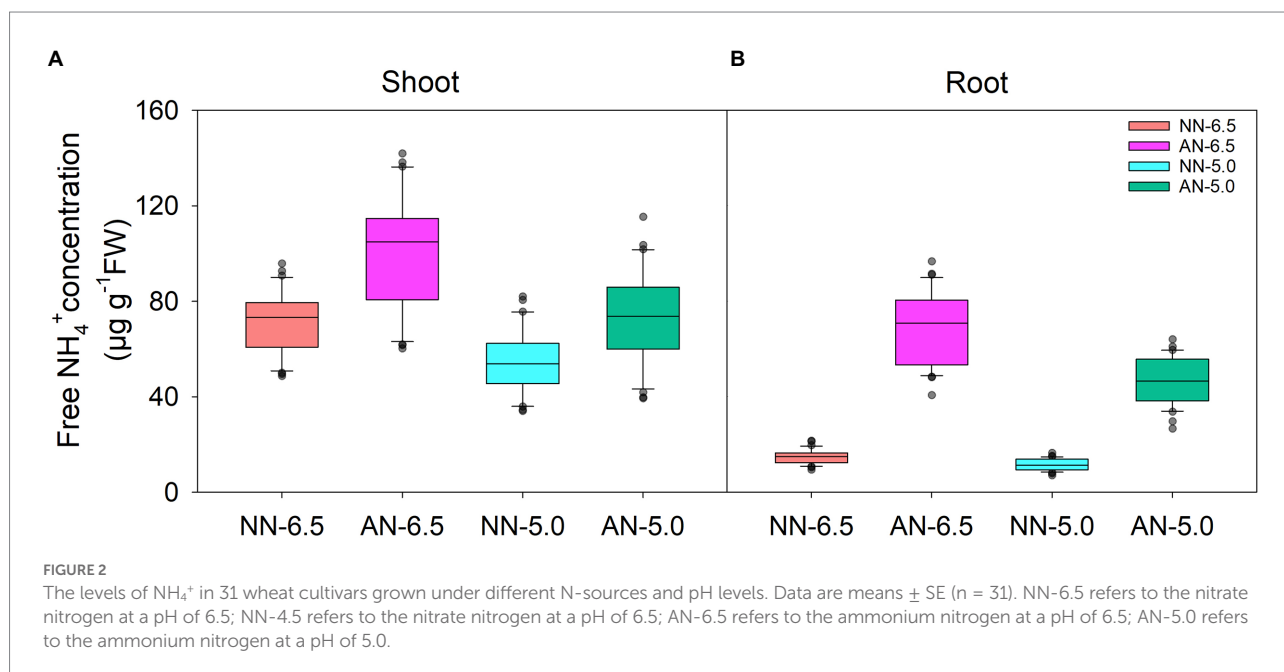 A
B
Shoot
Root
Free NH₄⁺ concentration
(µg g⁻¹FW)
160
120
80
40
0
NN-6.5
AN-6.5
NN-5.0
AN-5.0
NN-6.5
AN-6.5
NN-5.0
AN-5.0
NN-6.5
AN-6.5
NN-5.0
AN-5.0
FIGURE 2
The levels of NH₄⁺ in 31 wheat cultivars grown under different N-sources and pH levels. Data are means ± SE (n = 31). NN-6.5 refers to the nitrate
nitrogen at a pH of 6.5; NN-4.5 refers to the nitrate nitrogen at a pH of 6.5; AN-6.5 refers to the ammonium nitrogen at a pH of 6.5; AN-5.0 refers
to the ammonium nitrogen at a pH of 5.0.